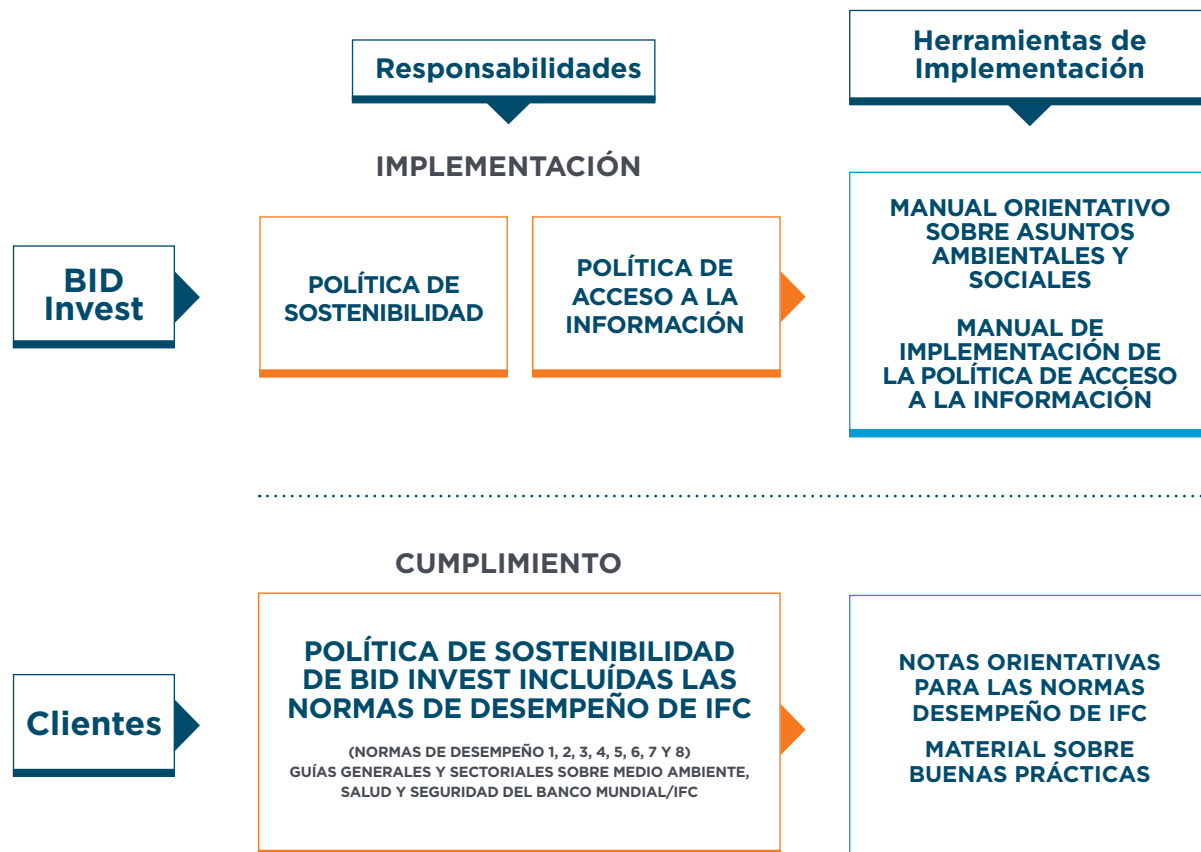 Responsabilidades
Herramientas de
Implementación
IMPLEMENTACIÓN
BID
Invest
POLÍTICA DE
SOSTENIBILIDAD
POLÍTICA DE
ACCESO A LA
INFORMACIÓN
MANUAL ORIENTATIVO
SOBRE ASUNTOS
AMBIENTALES Y
SOCIALES
MANUAL DE
IMPLEMENTACIÓN DE
LA POLÍTICA DE ACCESO
A LA INFORMACIÓN
CUMPLIMIENTO
Clientes
POLÍTICA DE SOSTENIBILIDAD
DE BID INVEST INCLUÍDAS LAS
NORMAS DE DESEMPEÑO DE IFC
(NORMAS DE DESEMPEÑO 1, 2, 3, 4, 5, 6, 7 Y 8)
GUÍAS GENERALES Y SECTORIALES SOBRE MEDIO AMBIENTE,
SALUD Y SEGURIDAD DEL BANCO MUNDIAL/IFC
NOTAS ORIENTATIVAS
PARA LAS NORMAS
DESEMPEÑO DE IFC
MATERIAL SOBRE
BUENAS PRÁCTICAS